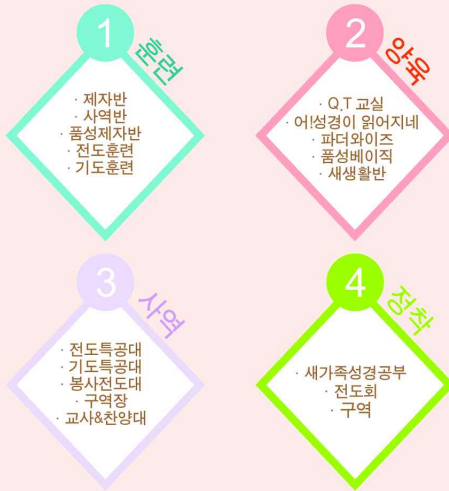 1
훈련
· 제자반
· 사역반
· 품성제자반
· 전도훈련
· 기도훈련
2
양육
· Q.T 교실
· 어!성경이 읽어지네
· 파더와이즈
· 품성베이직
· 새생활반
3
사역
· 전도특공대
· 기도특공대
· 봉사전도대
· 구역장
· 교사&찬양대
4
정착
· 새가족성경공부
· 전도회
· 구역